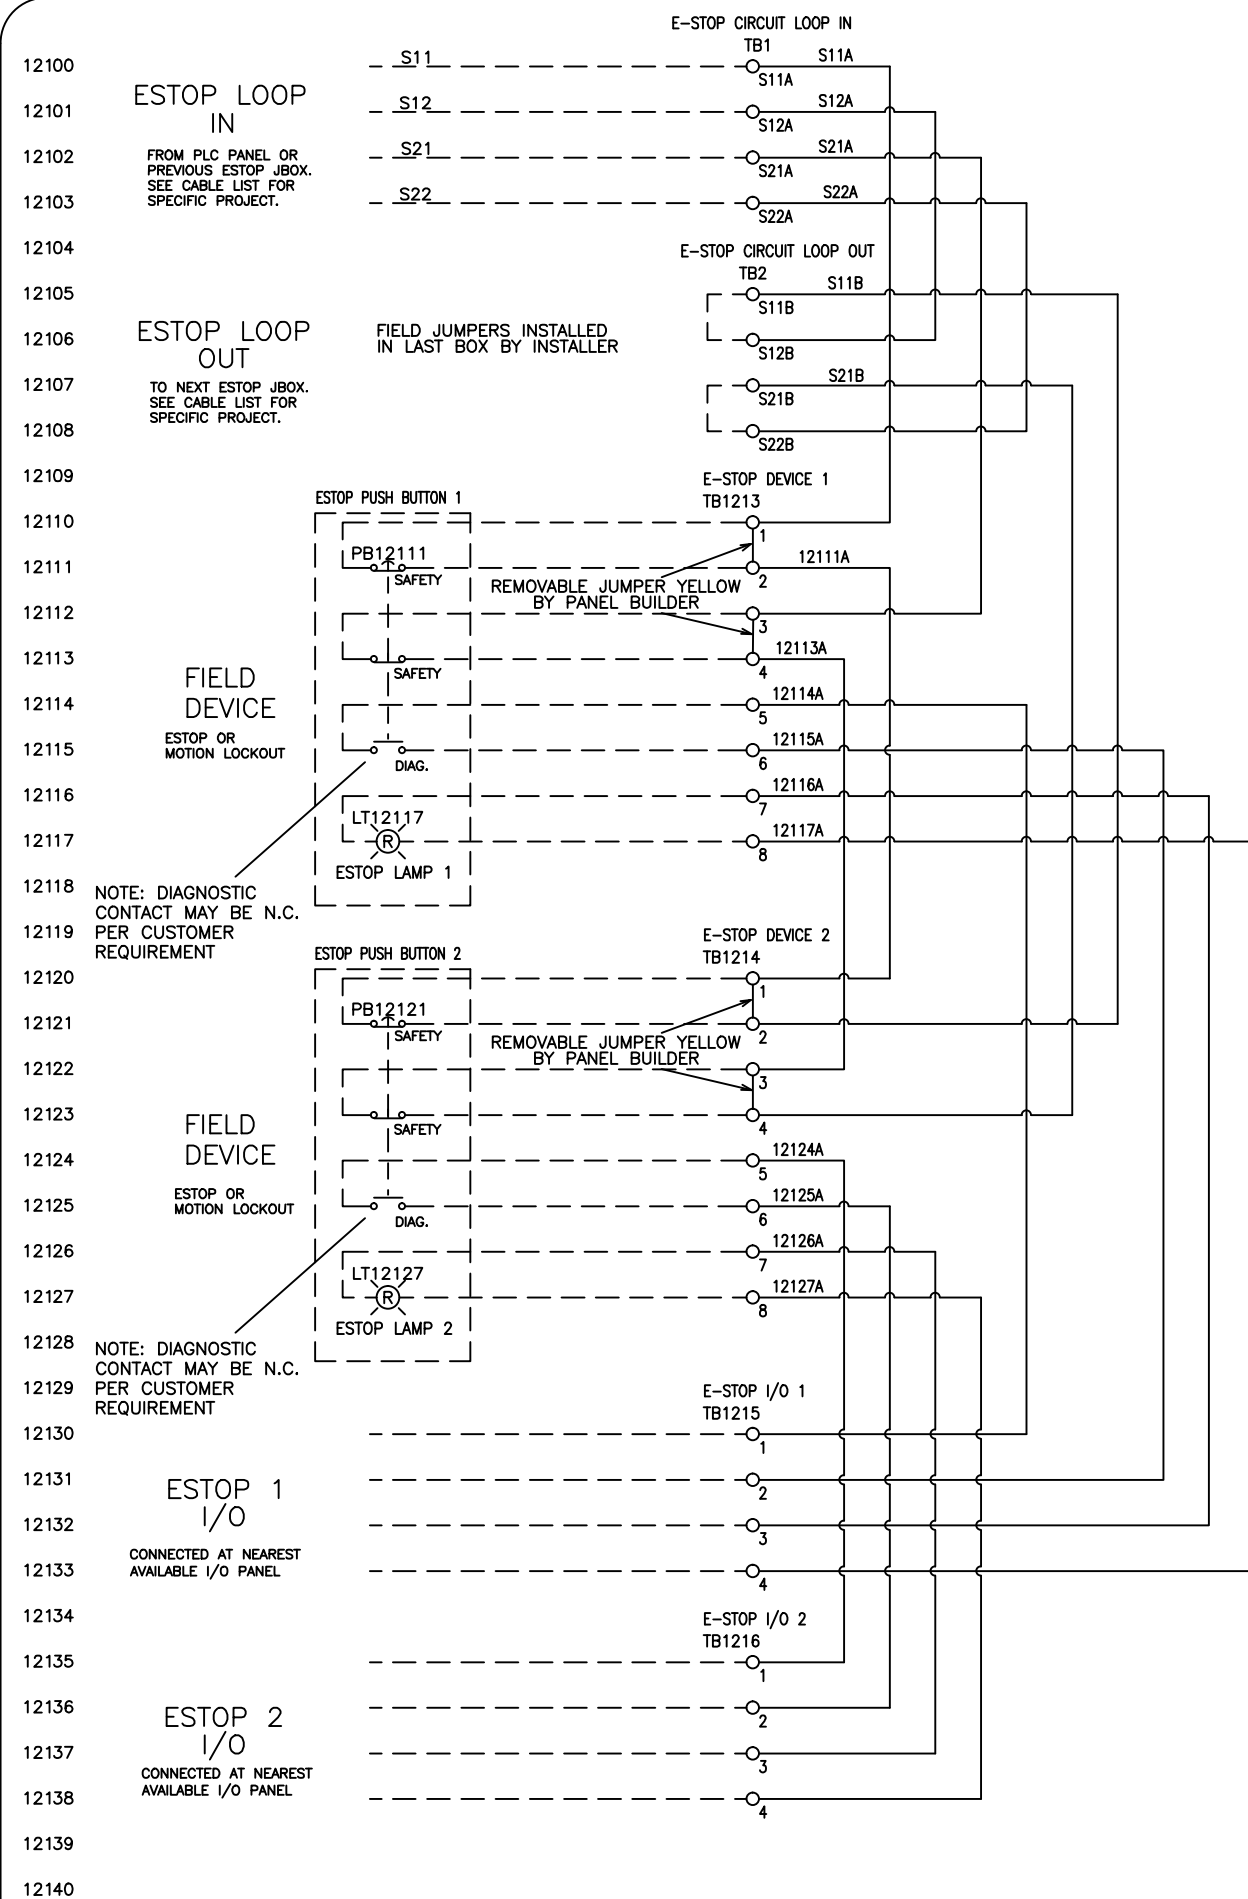 E-STOP CIRCUIT LOOP IN
TB1
12100
S11
S11A
S11A
ESTOP LOOP
IN
12101
S12
S12A
S12A
FROM PLC PANEL OR
PREVIOUS ESTOP JBOX.
SEE CABLE LIST FOR
SPECIFIC PROJECT.
12102
S21
S21A
S21A
12103
S22
S22A
S22A
12104
E-STOP CIRCUIT LOOP OUT
TB2
12105
S11B
S11B
ESTOP LOOP
OUT
FIELD JUMPERS INSTALLED
IN LAST BOX BY INSTALLER
12106
S12B
TO NEXT ESTOP JBOX.
SEE CABLE LIST FOR
SPECIFIC PROJECT.
12107
S21B
S21B
12108
S22B
12109
E-STOP DEVICE 1
TB1213
ESTOP PUSH BUTTON 1
12110
1
PB12111
12111
SAFETY
12111A
2
REMOVABLE JUMPER YELLOW
BY PANEL BUILDER
12112
3
12113
SAFETY
12113A
4
FIELD
DEVICE
ESTOP OR
MOTION LOCKOUT
12114
12114A
5
12115
DIAG.
12115A
6
12116
12116A
7
LT12117
12117
R
12117A
8
ESTOP LAMP 1
12118
NOTE: DIAGNOSTIC
CONTACT MAY BE N.C.
PER CUSTOMER
REQUIREMENT
12119
E-STOP DEVICE 2
TB1214
ESTOP PUSH BUTTON 2
12120
1
PB12121
12121
SAFETY
2
REMOVABLE JUMPER YELLOW
BY PANEL BUILDER
12122
3
12123
SAFETY
4
FIELD
DEVICE
ESTOP OR
MOTION LOCKOUT
12124
12124A
5
12125
DIAG.
12125A
6
12126
12126A
7
LT12127
12127
R
12127A
8
ESTOP LAMP 2
12128
NOTE: DIAGNOSTIC
CONTACT MAY BE N.C.
PER CUSTOMER
REQUIREMENT
12129
E-STOP I/O 1
TB1215
12130
1
12131
2
ESTOP 1
I/O
12132
3
CONNECTED AT NEAREST
AVAILABLE I/O PANEL
12133
4
12134
E-STOP I/O 2
TB1216
12135
1
12136
2
ESTOP 2
I/O
12137
3
CONNECTED AT NEAREST
AVAILABLE I/O PANEL
12138
4
12139
12140